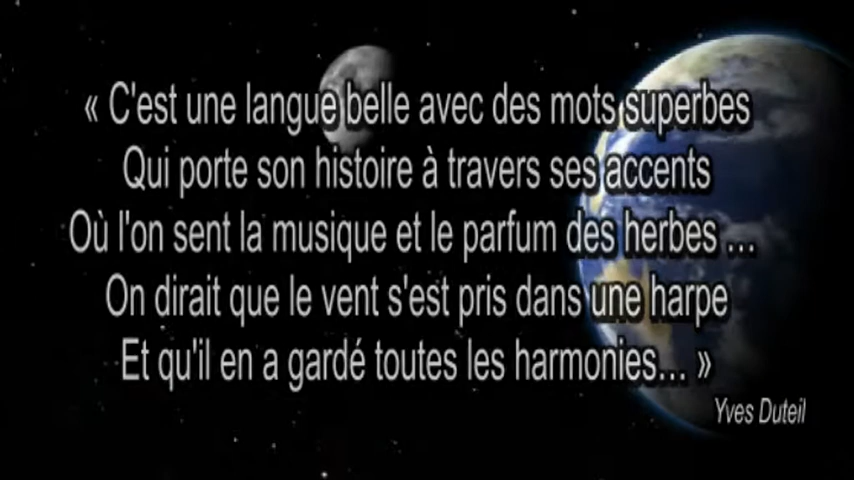 « C'est une langue belle avec des mots superbes
Qui porte son histoire à travers ses accents
Où l'on sent la musique et le parfum des herbes ...
On dirait que le vent s'est pris dans une harpe
Et qu'il en a gardé toutes les harmonies... »
Yves Duteil